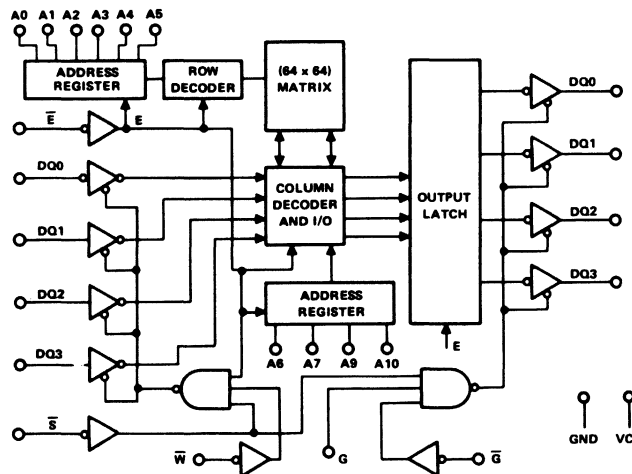 A0 A1 A2 A3 A4 A5
ADDRESS
REGISTER
ROW
DECODER
(64 x 64)
MATRIX
E̅
E
DQ0
DQ1
DQ2
DQ3
COLUMN
DECODER
AND I/O
OUTPUT
LATCH
DQ0
DQ1
DQ2
DQ3
ADDRESS
REGISTER
A6 A7 A9 A10
E
S̅
W̅
G
G̅
GND
VC